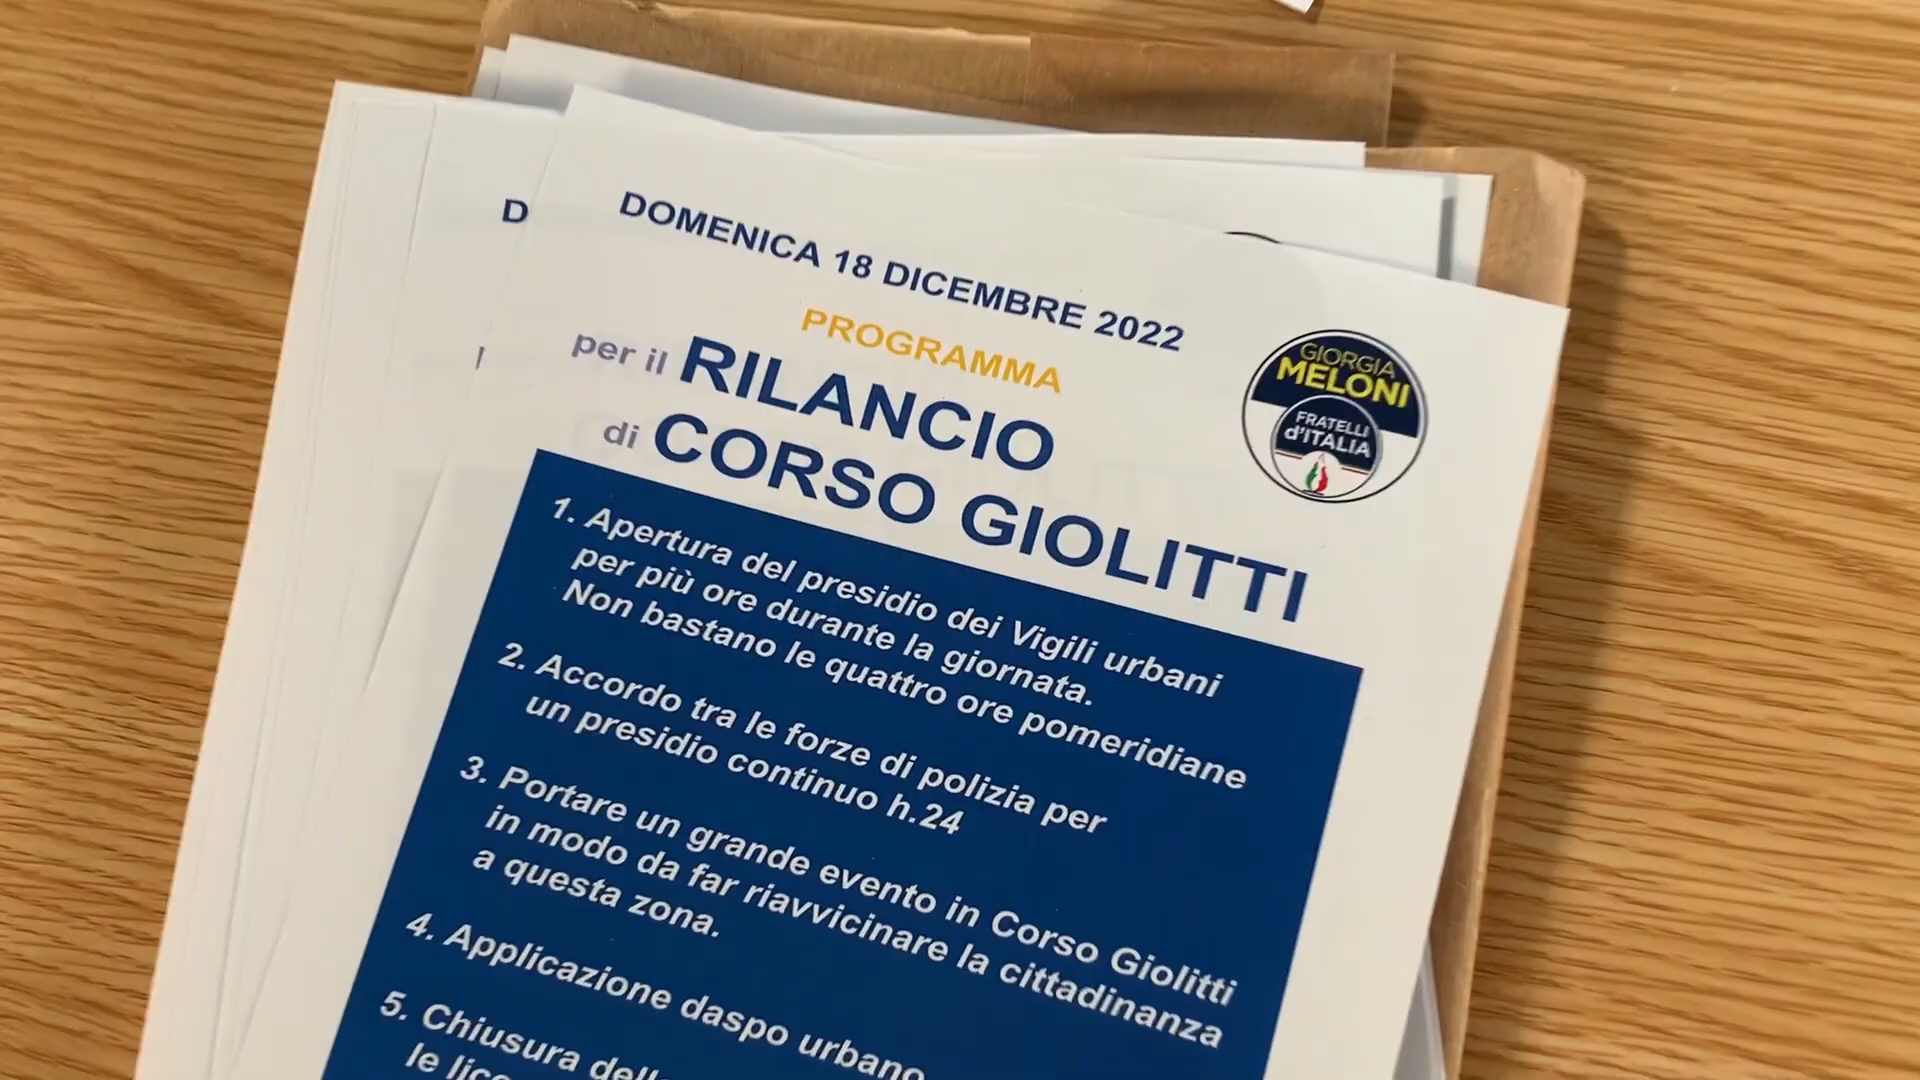 DOMENICA 18 DICEMBRE 2022
PROGRAMMA
per il RILANCIO
di CORSO GIOLITTI
GIORGIA
MELONI
FRATELLI
d'ITALIA
1. Apertura del presidio dei Vigili urbani
per più ore durante la giornata.
Non bastano le quattro ore pomeridiane
2. Accordo tra le forze di polizia per
un presidio continuo h.24
3. Portare un grande evento in Corso Giolitti
in modo da far riavvicinare la cittadinanza
a questa zona.
4. Applicazione daspo urbano
5. Chiusura
le
D